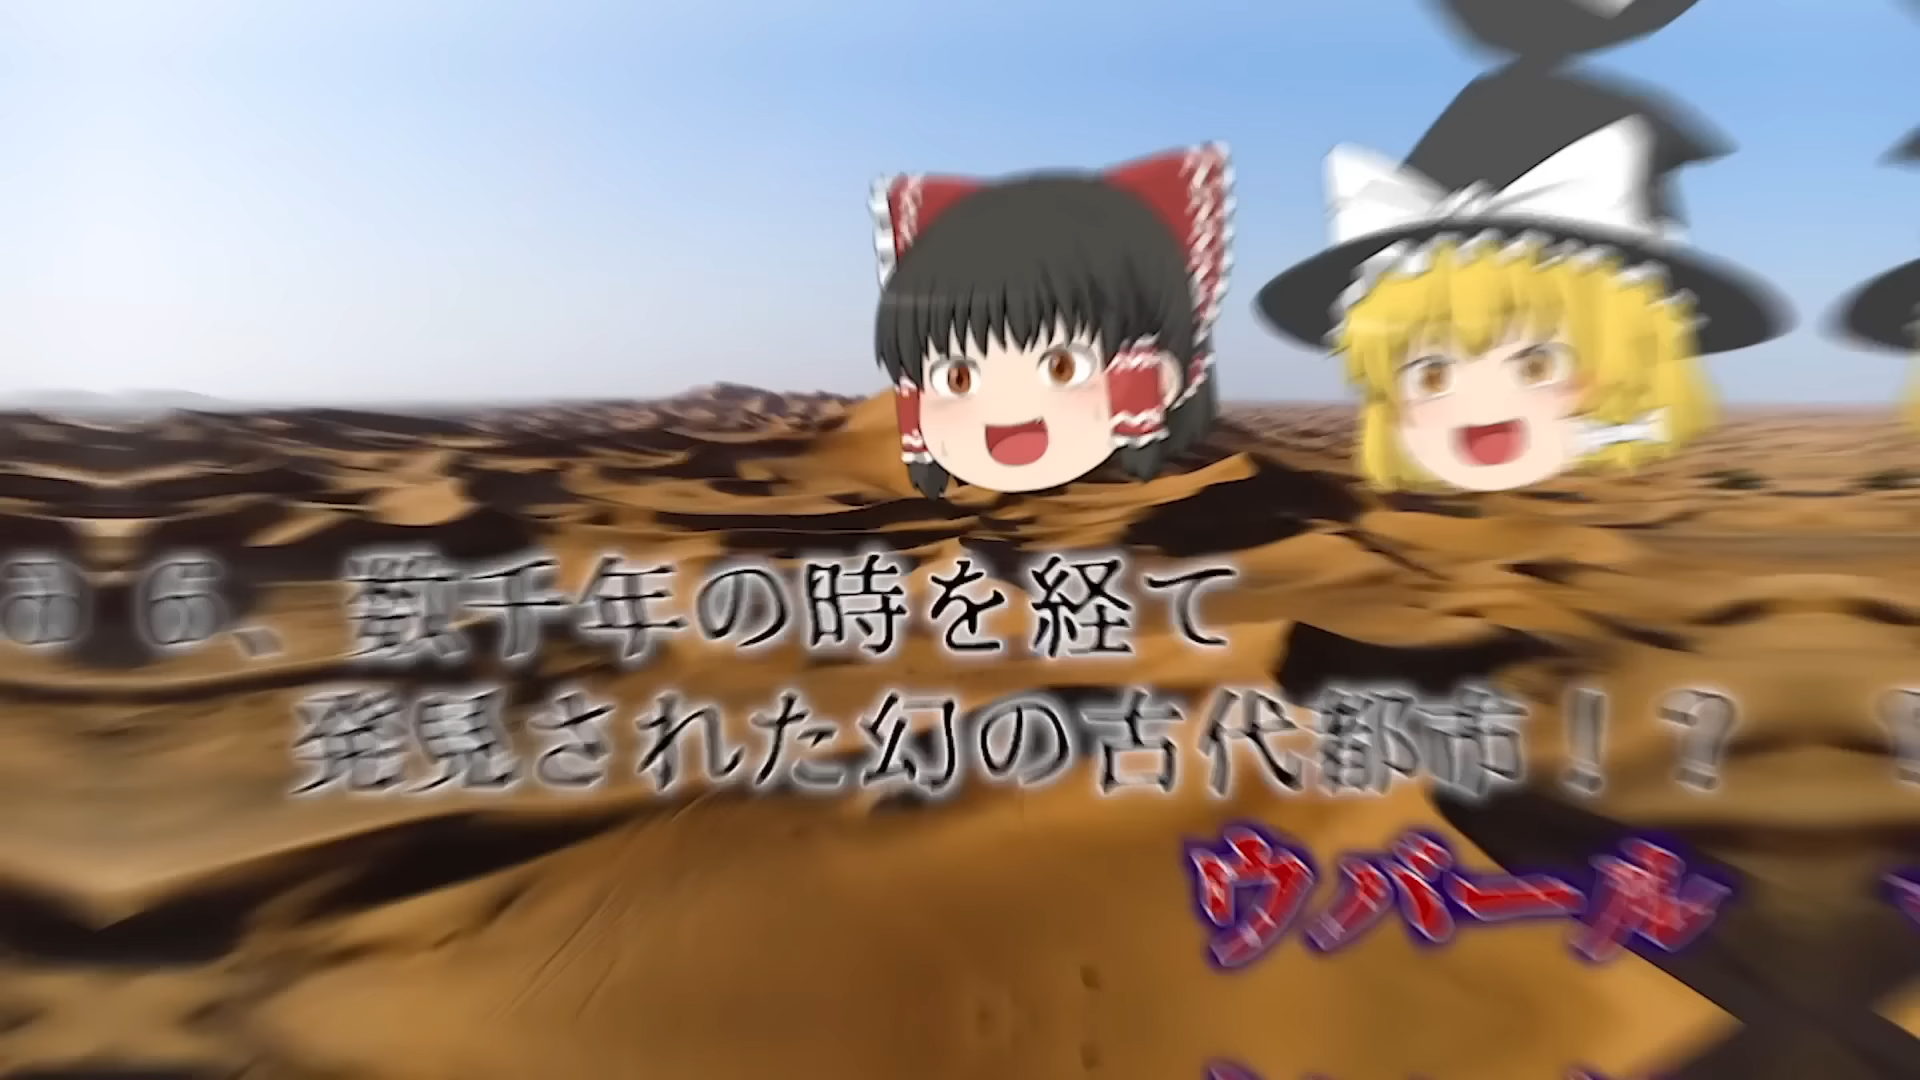 6、数千年の時を経て
発見された幻の古代都市！？
ウバール